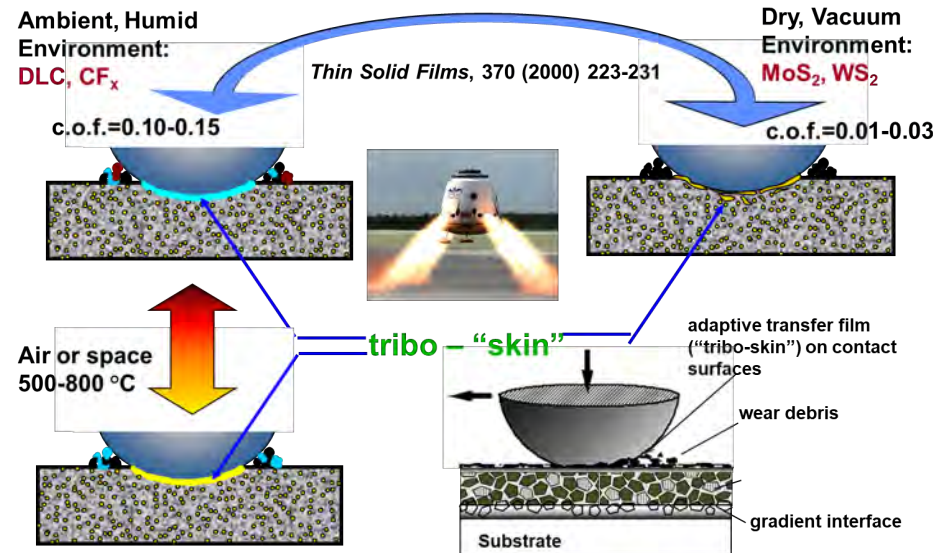 Ambient, Humid
Environment:
DLC, CFx
c.o.f.=0.10-0.15
Thin Solid Films, 370 (2000) 223-231
Dry, Vacuum
Environment:
MoS2, WS2
c.o.f.=0.01-0.03
Air or space
500-800 °C
tribo – “skin”
adaptive transfer film
(“tribo-skin”) on contact
surfaces
wear debris
gradient interface
Substrate